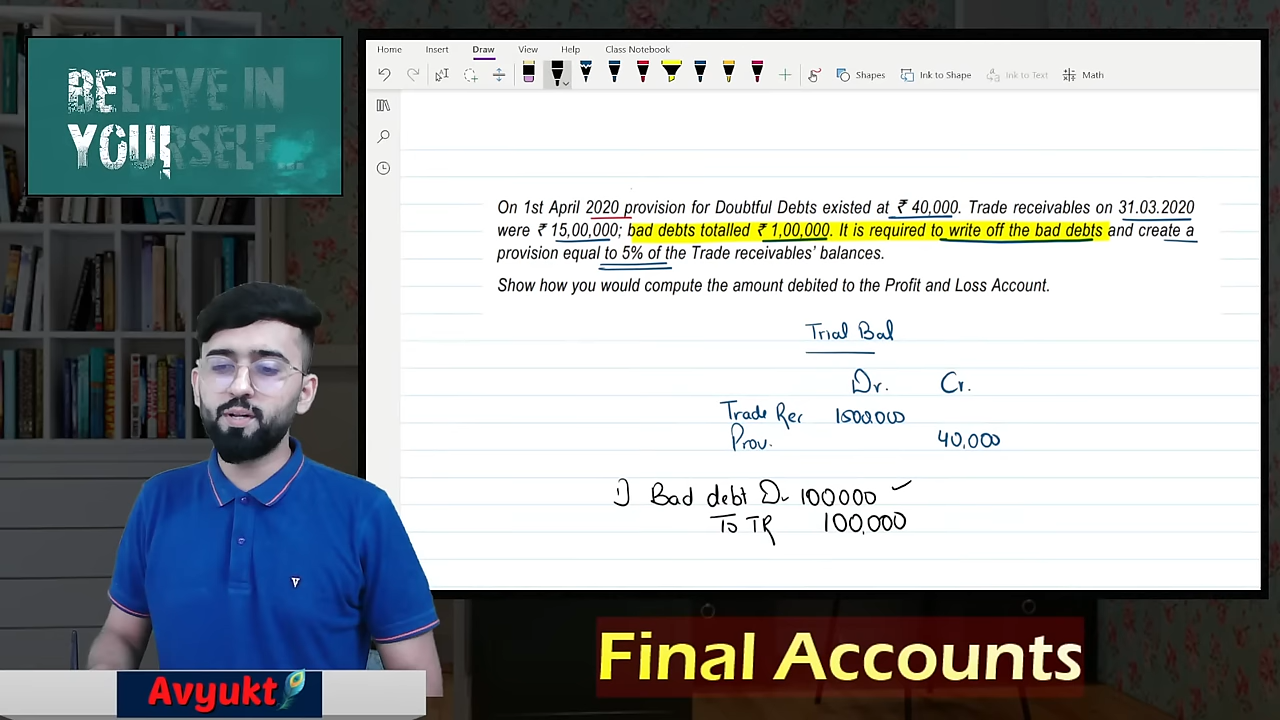 BELIEVE IN
YOURSELF...
Home Insert Draw View Help Class Notebook
Shapes Ink to Shape Ink to Text Math
On 1st April 2020 provision for Doubtful Debts existed at ₹ 40,000. Trade receivables on 31.03.2020
were ₹ 15,00,000; bad debts totalled ₹ 1,00,000. It is required to write off the bad debts and create a
provision equal to 5% of the Trade receivables’ balances.
Show how you would compute the amount debited to the Profit and Loss Account.
Trial Bal
Dr. Cr.
Trade Rec 1500000
Prov. 40,000
1) Bad debt Dr 100000
To TR 100,000
Final Accounts
Avyukt